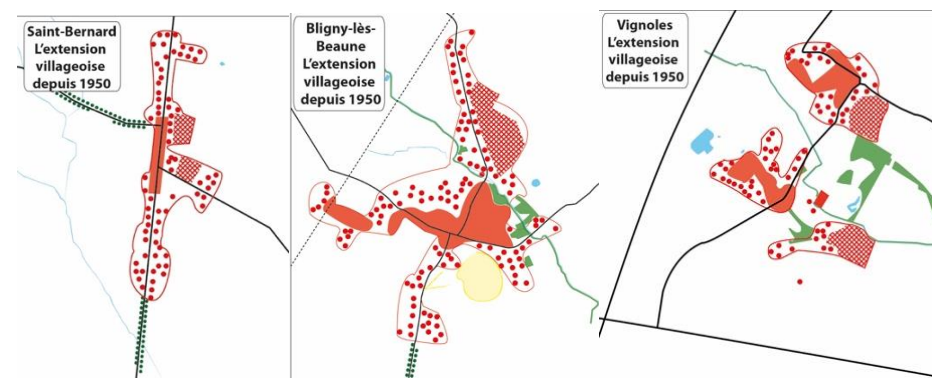 Saint-Bernard
L'extension
villageoise
depuis 1950
Bligny-lès-
Beaune
L'extension
villageoise
depuis 1950
Vignoles
L'extension
villageoise
depuis 1950